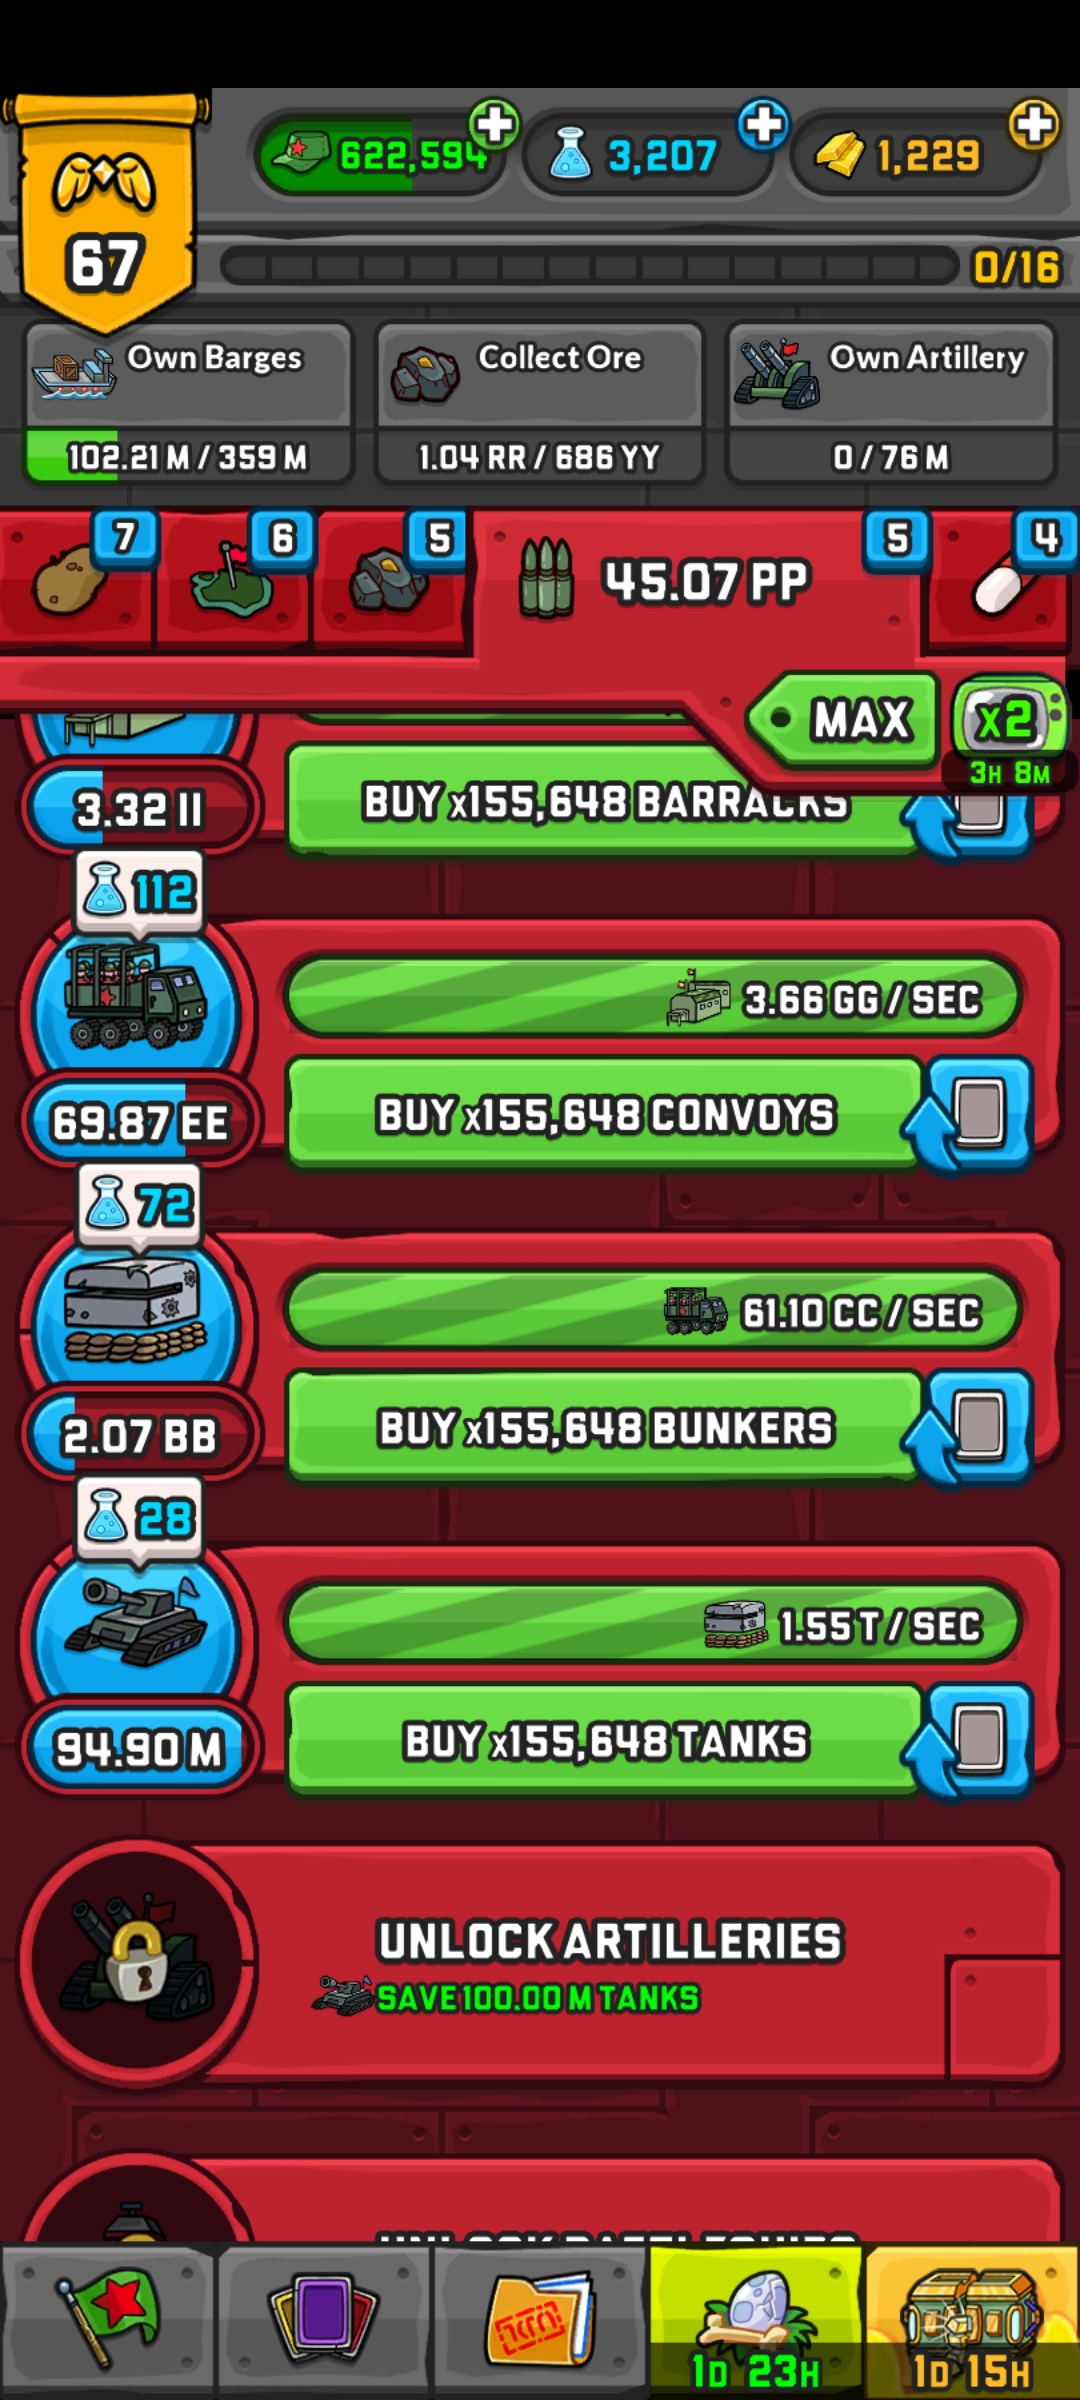 622,594
3,207
1,229
67
0/16
Own Barges
Collect Ore
Own Artillery
102.21 M / 359 M
1.04 RR / 686 YY
0 / 76 M
7
6
5
45.07 PP
5
4
MAX
x2
3H 8M
3.32 II
BUY x155,648 BARRACKS
112
3.66 GG / SEC
69.87 EE
BUY x155,648 CONVOYS
72
61.10 CC / SEC
2.07 BB
BUY x155,648 BUNKERS
28
1.55 T / SEC
94.90 M
BUY x155,648 TANKS
UNLOCK ARTILLERIES
SAVE 100.00 M TANKS
1D 23H
1D 15H